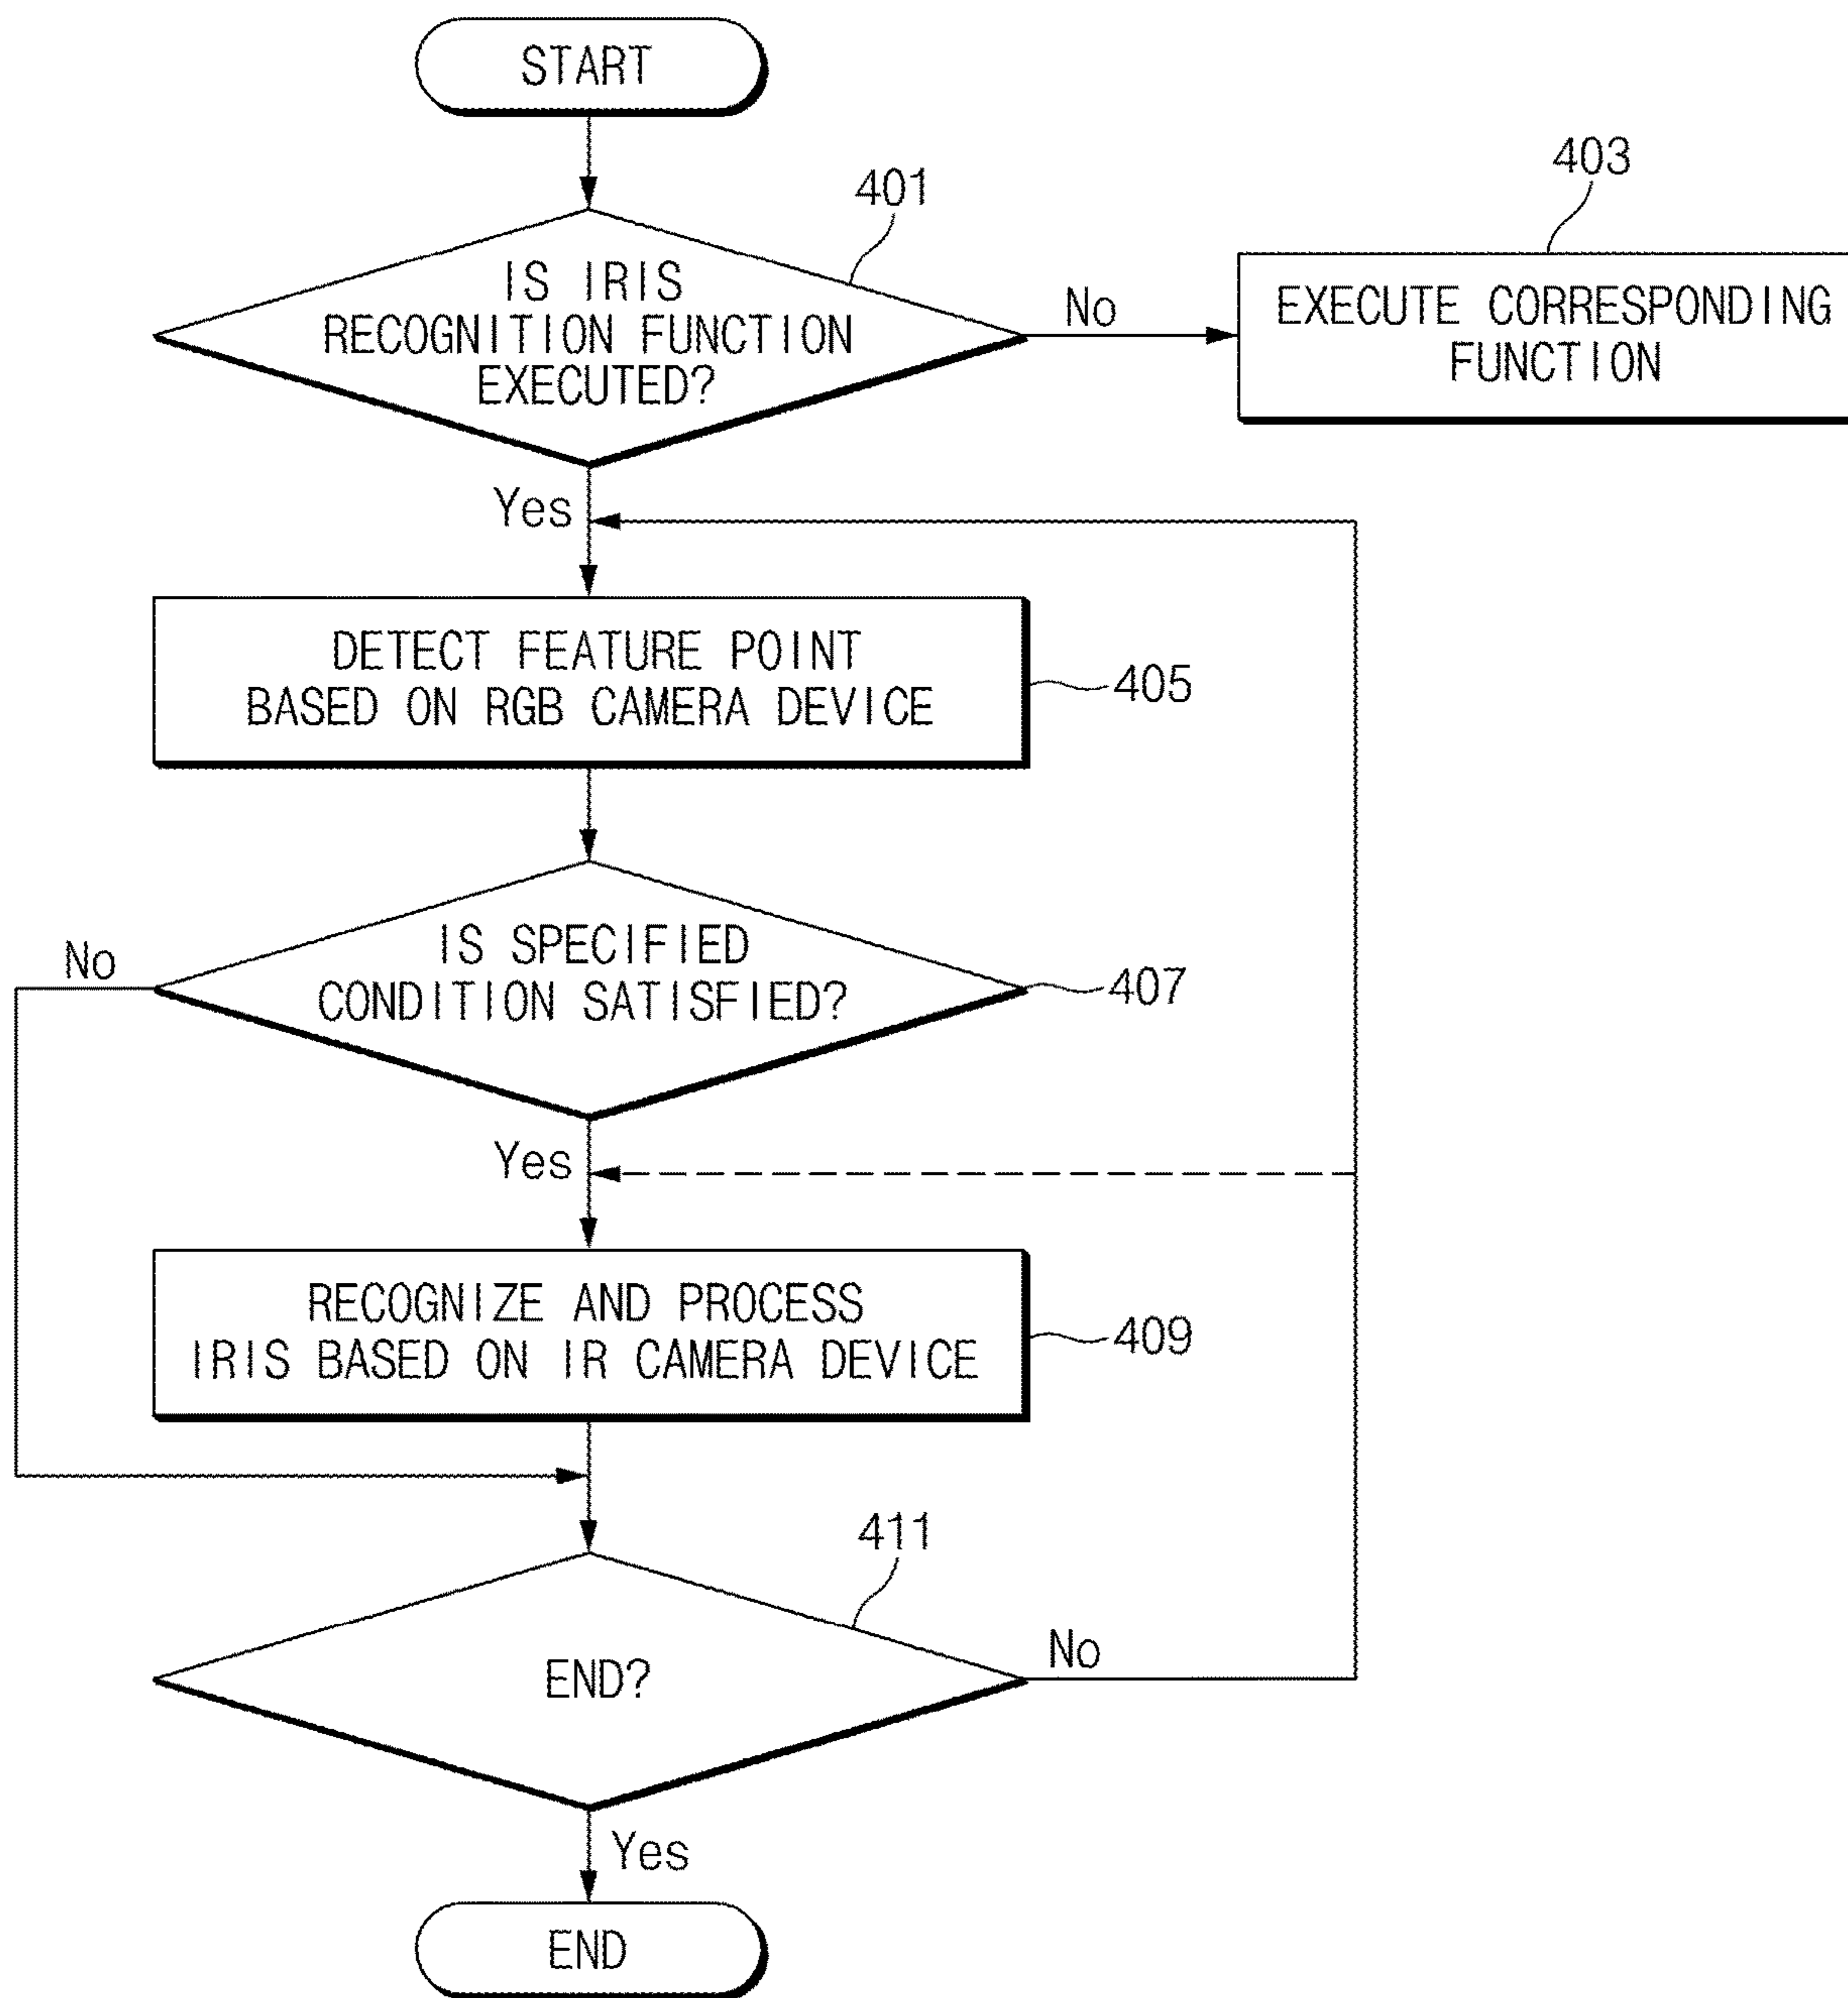 START
401
IS IRIS
RECOGNITION FUNCTION
EXECUTED?
No
403
EXECUTE CORRESPONDING
FUNCTION
Yes
DETECT FEATURE POINT
BASED ON RGB CAMERA DEVICE
405
No
IS SPECIFIED
CONDITION SATISFIED?
407
Yes
RECOGNIZE AND PROCESS
IRIS BASED ON IR CAMERA DEVICE
409
411
END?
No
Yes
END